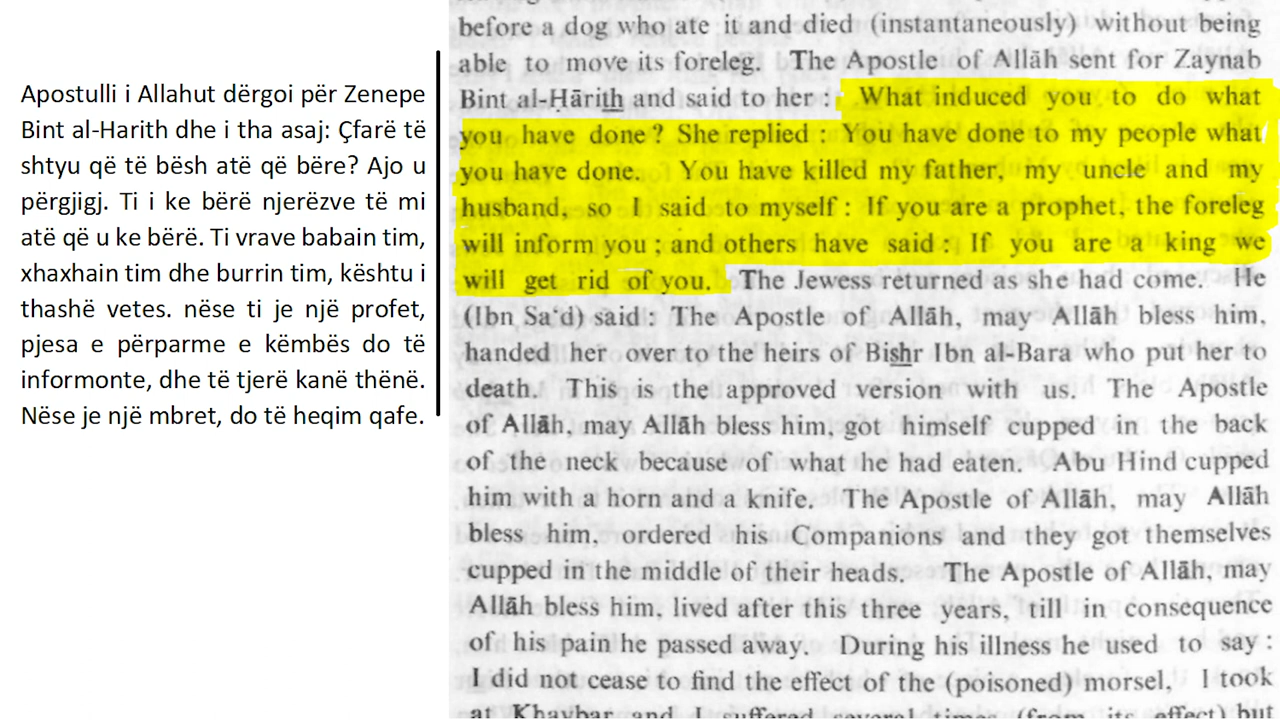 Apostulli i Allahut dërgoi për Zenepe
Bint al-Harith dhe i tha asaj: Çfarë të
shtyu që të bësh atë që bëre? Ajo u
përgjigj. Ti i ke bërë njerëzve të mi
atë që u ke bërë. Ti vrave babain tim,
xhaxhain tim dhe burrin tim, kështu i
thashë vetes. nëse ti je një profet,
pjesa e përparme e këmbës do të
informonte, dhe të tjerë kanë thënë.
Nëse je një mbret, do të heqim qafe.
before a dog who ate it and died (instantaneously) without being
able to move its foreleg. The Apostle of Allāh sent for Zaynab
Bint al-Ḥārith and said to her : What induced you to do what
you have done? She replied : You have done to my people what
you have done. You have killed my father, my uncle and my
husband, so I said to myself : If you are a prophet, the foreleg
will inform you ; and others have said : If you are a king we
will get rid of you. The Jewess returned as she had come. He
(Ibn Sa‘d) said : The Apostle of Allāh, may Allāh bless him,
handed her over to the heirs of Bishr Ibn al-Bara who put her to
death. This is the approved version with us. The Apostle
of Allāh, may Allāh bless him, got himself cupped in the back
of the neck because of what he had eaten. Abu Hind cupped
him with a horn and a knife. The Apostle of Allāh, may Allāh
bless him, ordered his Companions and they got themselves
cupped in the middle of their heads. The Apostle of Allāh, may
Allāh bless him, lived after this three years, till in consequence
of his pain he passed away. During his illness he used to say :
I did not cease to find the effect of the (poisoned) morsel, I took
at Khaybar and I suffered several times (from its effect) but